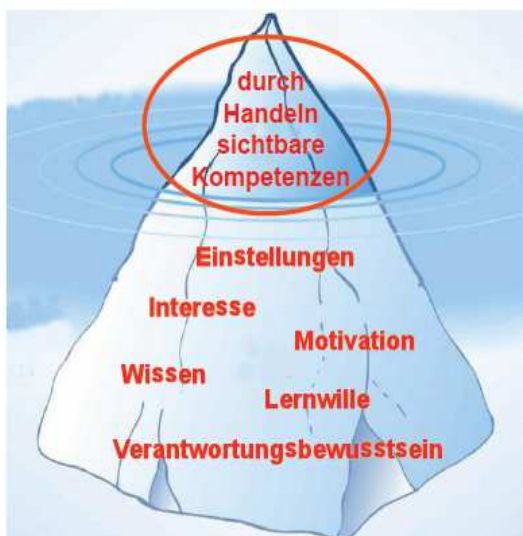 durch
Handeln
sichtbare
Kompetenzen
Einstellungen
Interesse
Motivation
Wissen
Lernwille
Verantwortungsbewusstsein